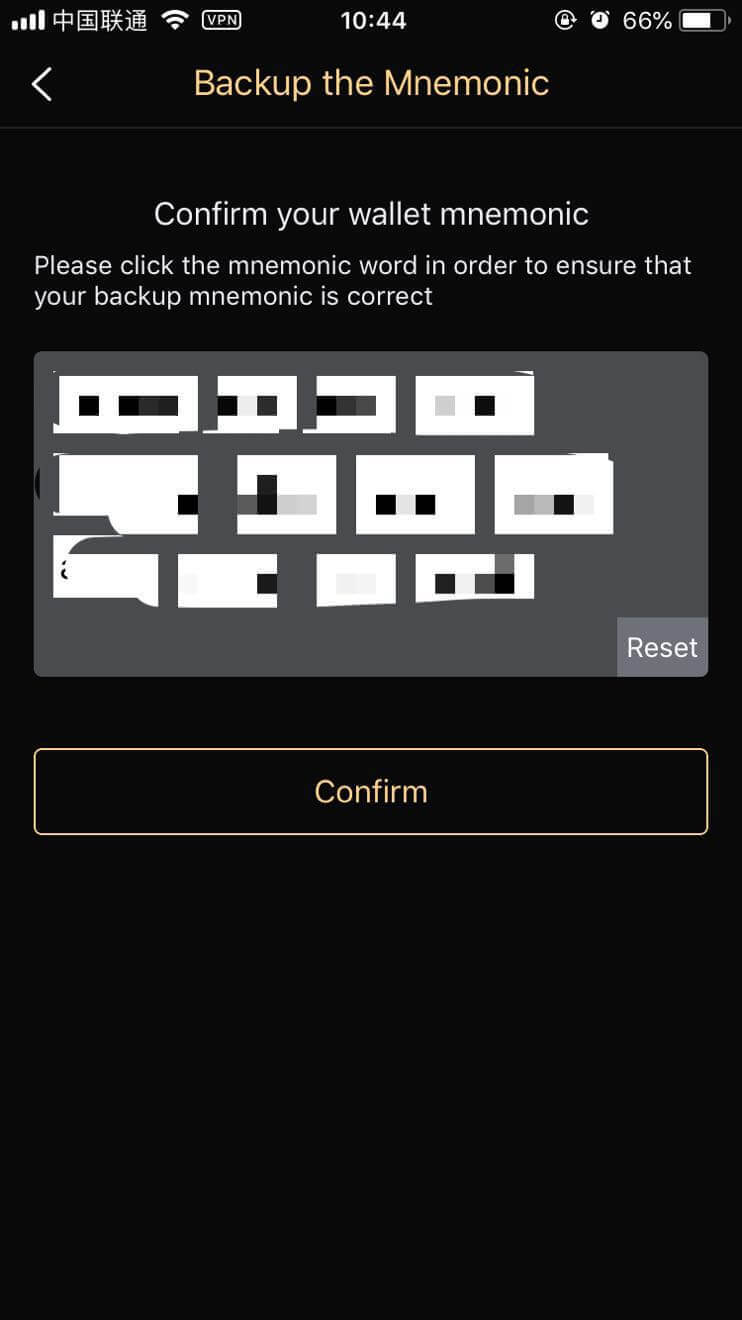 中国联通 VPN 10:44 66%
Backup the Mnemonic
Confirm your wallet mnemonic
Please click the mnemonic word in order to ensure that
your backup mnemonic is correct
Reset
Confirm